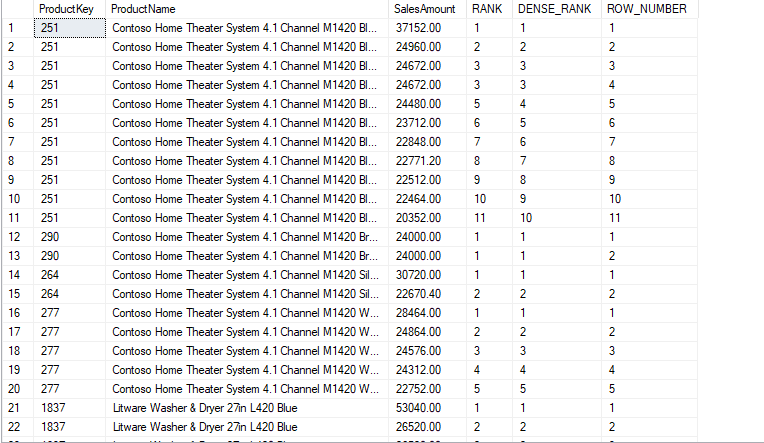 ProductKey ProductName SalesAmount RANK DENSE_RANK ROW_NUMBER
1 251 Contoso Home Theater System 4.1 Channel M1420 Bl... 37152.00 1 1 1
2 251 Contoso Home Theater System 4.1 Channel M1420 Bl... 24960.00 2 2 2
3 251 Contoso Home Theater System 4.1 Channel M1420 Bl... 24672.00 3 3 3
4 251 Contoso Home Theater System 4.1 Channel M1420 Bl... 24672.00 3 3 4
5 251 Contoso Home Theater System 4.1 Channel M1420 Bl... 24480.00 5 4 5
6 251 Contoso Home Theater System 4.1 Channel M1420 Bl... 23712.00 6 5 6
7 251 Contoso Home Theater System 4.1 Channel M1420 Bl... 22848.00 7 6 7
8 251 Contoso Home Theater System 4.1 Channel M1420 Bl... 22771.20 8 7 8
9 251 Contoso Home Theater System 4.1 Channel M1420 Bl... 22512.00 9 8 9
10 251 Contoso Home Theater System 4.1 Channel M1420 Bl... 22464.00 10 9 10
11 251 Contoso Home Theater System 4.1 Channel M1420 Bl... 20352.00 11 10 11
12 290 Contoso Home Theater System 4.1 Channel M1420 Br... 24000.00 1 1 1
13 290 Contoso Home Theater System 4.1 Channel M1420 Br... 24000.00 1 1 2
14 264 Contoso Home Theater System 4.1 Channel M1420 Sil... 30720.00 1 1 1
15 264 Contoso Home Theater System 4.1 Channel M1420 Sil... 22670.40 2 2 2
16 277 Contoso Home Theater System 4.1 Channel M1420 W... 28464.00 1 1 1
17 277 Contoso Home Theater System 4.1 Channel M1420 W... 24864.00 2 2 2
18 277 Contoso Home Theater System 4.1 Channel M1420 W... 24576.00 3 3 3
19 277 Contoso Home Theater System 4.1 Channel M1420 W... 24312.00 4 4 4
20 277 Contoso Home Theater System 4.1 Channel M1420 W... 22752.00 5 5 5
21 1837 Litware Washer & Dryer 27in L420 Blue 53040.00 1 1 1
22 1837 Litware Washer & Dryer 27in L420 Blue 26520.00 2 2 2